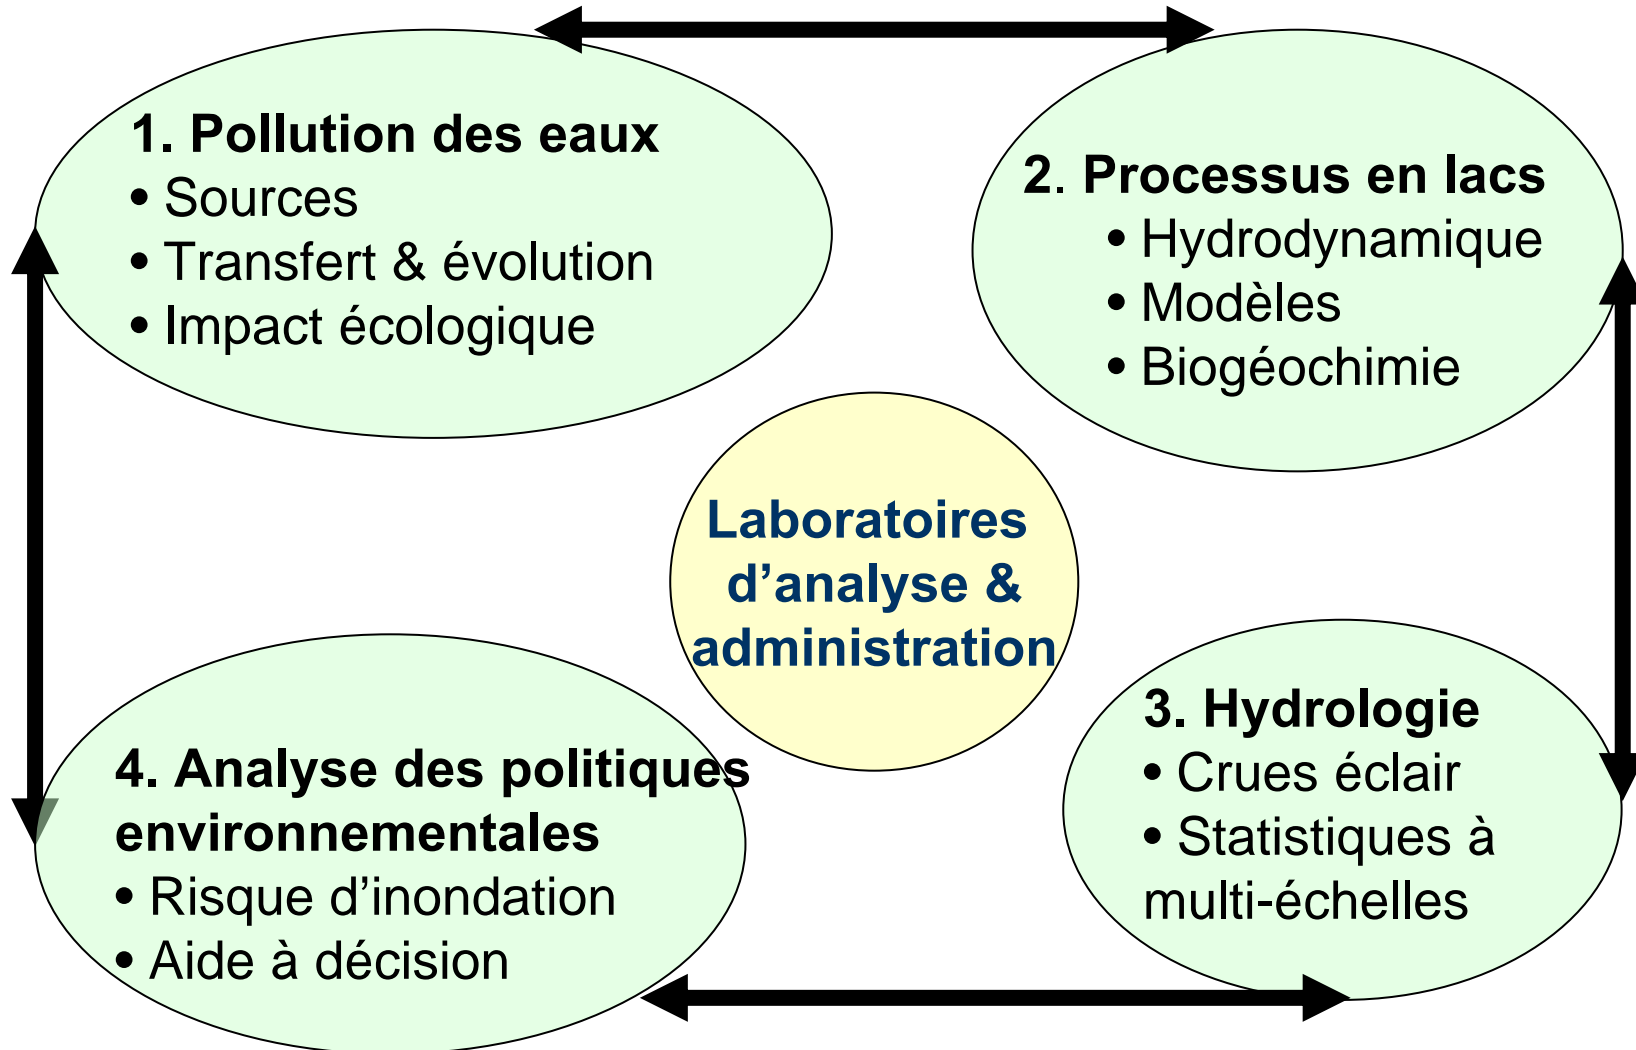 1. Pollution des eaux
• Sources
• Transfert & évolution
• Impact écologique
2. Processus en lacs
• Hydrodynamique
• Modèles
• Biogéochimie
Laboratoires
d’analyse &
administration
3. Hydrologie
• Crues éclair
• Statistiques à
multi-échelles
4. Analyse des politiques
environnementales
• Risque d’inondation
• Aide à décision